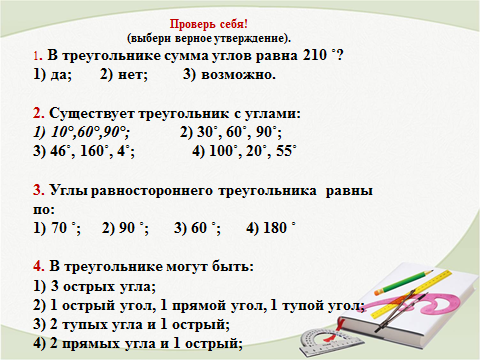 Проверь себя!
(выбери верное утверждение).
1. В треугольнике сумма углов равна 210 ˚?
1) да; 2) нет; 3) возможно.
2. Существует треугольник с углами:
1) 10°,60°,90°; 2) 30˚, 60˚, 90˚;
3) 46˚, 160˚, 4˚; 4) 100˚, 20˚, 55˚
3. Углы равностороннего треугольника равны
по:
1) 70 ˚; 2) 90 ˚; 3) 60 ˚; 4) 180 ˚
4. В треугольнике могут быть:
1) 3 острых угла;
2) 1 острый угол, 1 прямой угол, 1 тупой угол;
3) 2 тупых угла и 1 острый;
4) 2 прямых угла и 1 острый;